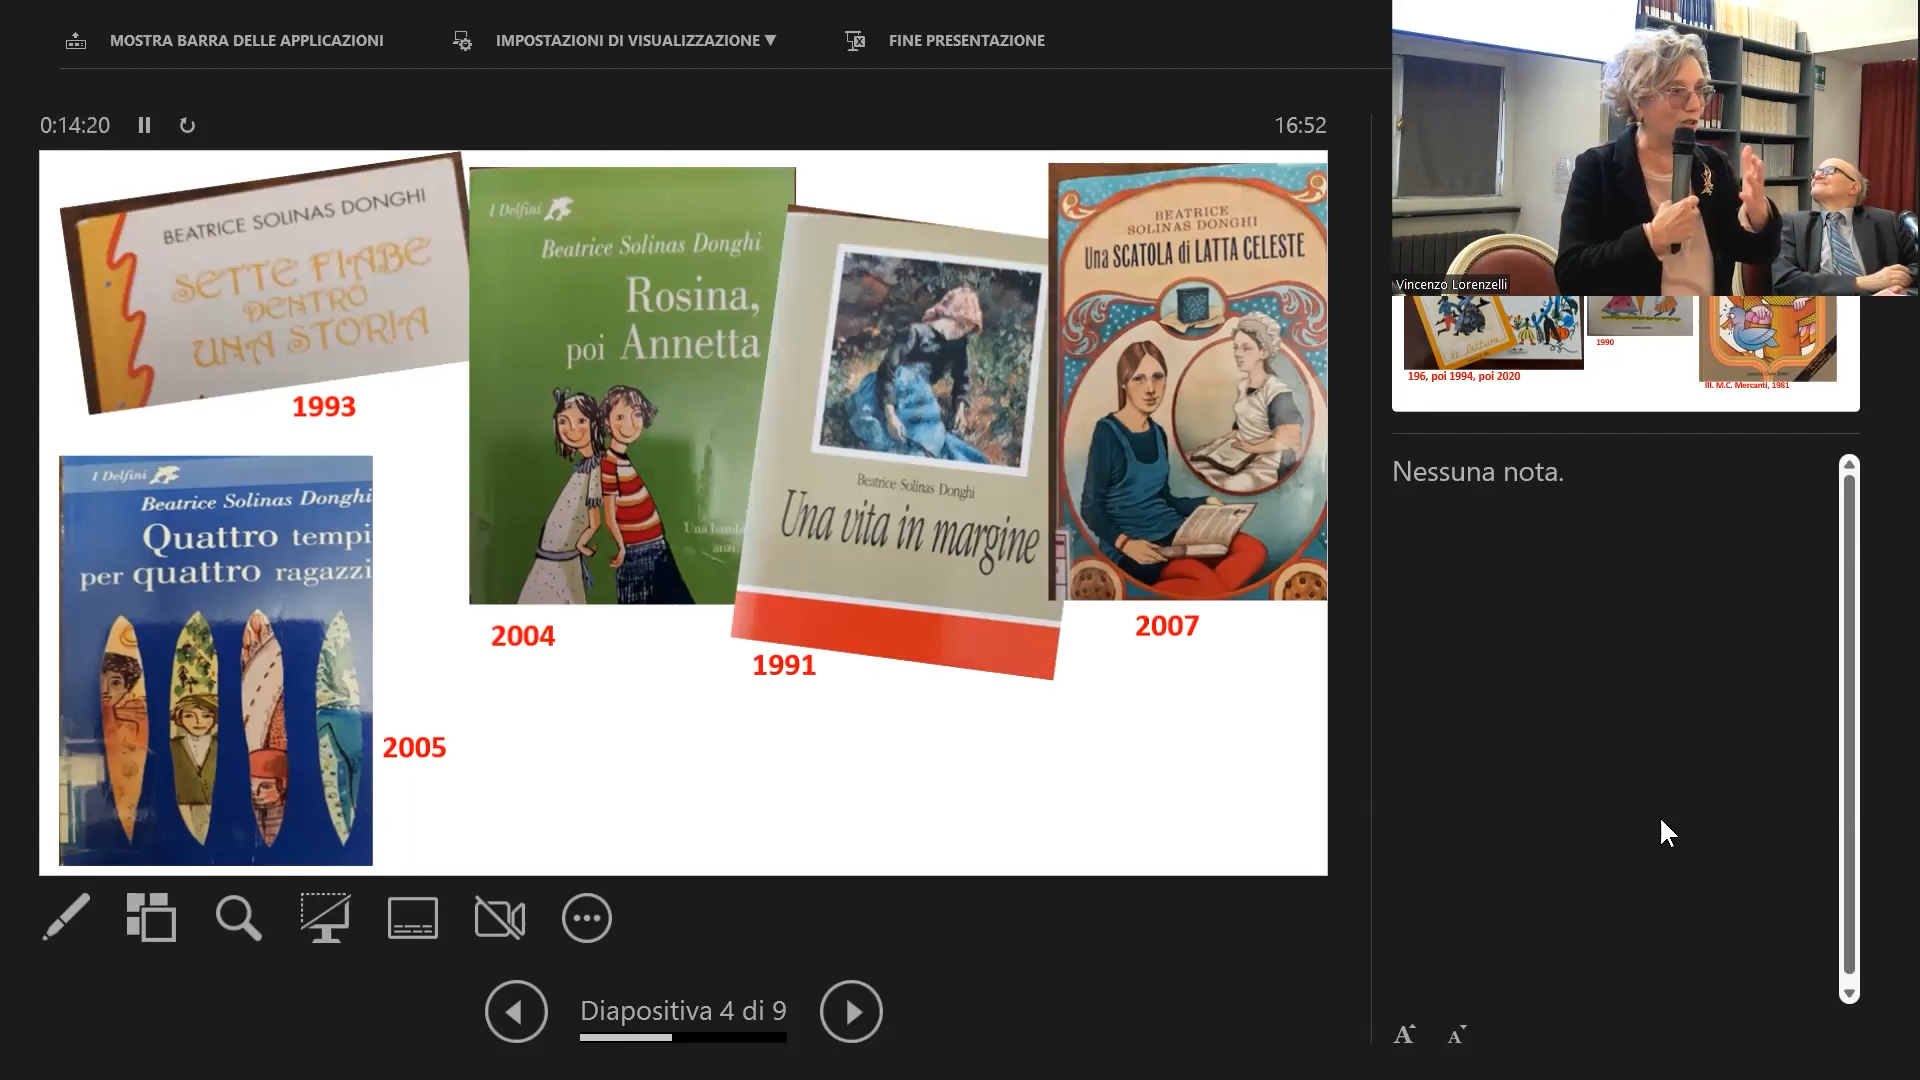 MOSTRA BARRA DELLE APPLICAZIONI
IMPOSTAZIONI DI VISUALIZZAZIONE ▼
FINE PRESENTAZIONE
0:14:20
16:52
BEATRICE SOLINAS DONGHI
SETTE FIABE
DENTRO
UNA STORIA
1993
I Delfini
Beatrice Solinas Donghi
Quattro tempi
per quattro ragazzi
2005
I Delfini
Beatrice Solinas Donghi
Rosina,
poi Annetta
2004
Beatrice Solinas Donghi
Una vita in margine
1991
BEATRICE
SOLINAS DONGHI
Una SCATOLA di LATTA CELESTE
2007
Vincenzo Lorenzelli
le letture
1990
196, poi 1994, poi 2020
Ill. M.C. Mercanti, 1981
Nessuna nota.
Diapositiva 4 di 9
A
A